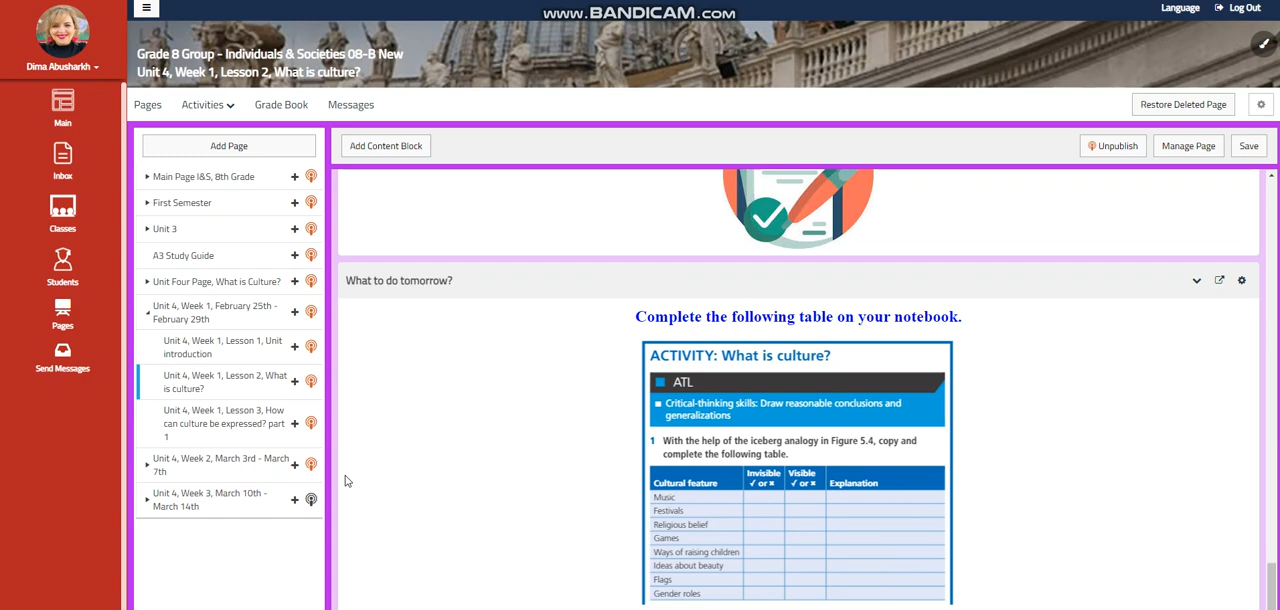 www.BANDICAM.com
Language
Log Out
Dima Abusharkh
Grade 8 Group - Individuals & Societies 08-B New
Unit 4, Week 1, Lesson 2, What is culture?
Pages
Activities
Grade Book
Messages
Restore Deleted Page
Main
Inbox
Classes
Students
Pages
Send Messages
Add Page
Main Page I&S, 8th Grade
First Semester
Unit 3
A3 Study Guide
Unit Four Page, What is Culture?
Unit 4, Week 1, February 25th -
February 29th
Unit 4, Week 1, Lesson 1, Unit
introduction
Unit 4, Week 1, Lesson 2, What
is culture?
Unit 4, Week 1, Lesson 3, How
can culture be expressed? part
1
Unit 4, Week 2, March 3rd - March
7th
Unit 4, Week 3, March 10th -
March 14th
Add Content Block
Unpublish
Manage Page
Save
What to do tomorrow?
Complete the following table on your notebook.
ACTIVITY: What is culture?
ATL
Critical-thinking skills: Draw reasonable conclusions and
generalizations
1 With the help of the iceberg analogy in Figure 5.4, copy and
complete the following table.
Cultural feature
Invisible
✓ or ✖
Visible
✓ or ✖
Explanation
Music
Festivals
Religious belief
Games
Ways of raising children
Ideas about beauty
Flags
Gender roles